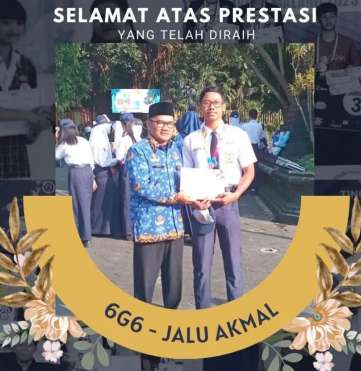 SELAMAT ATAS PRESTASI
YANG TELAH DIRAIH
6G6 - JALU AKMAL